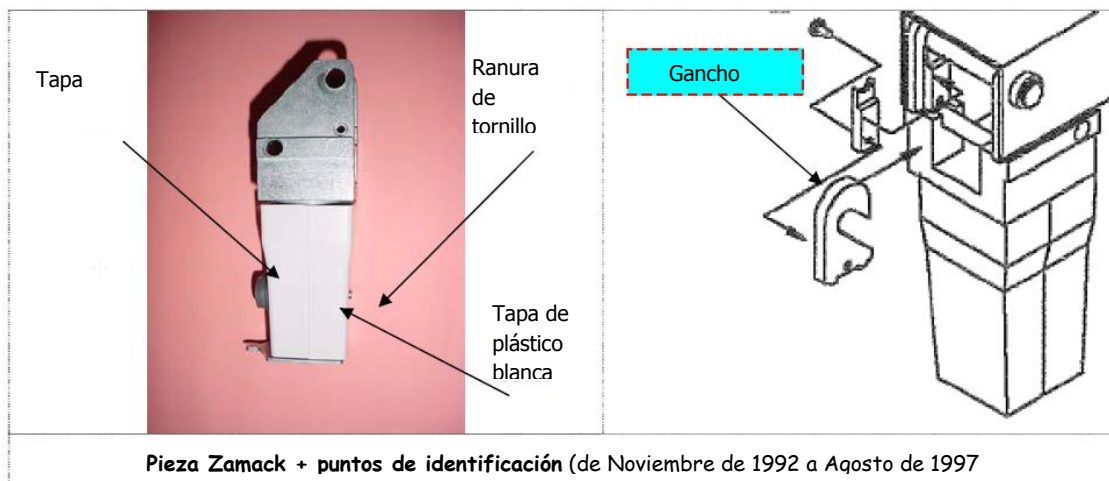 Tapa
Ranura
de
tornillo
Tapa de
plástico
blanca
Gancho
Pieza Zamack + puntos de identificación (de Noviembre de 1992 a Agosto de 1997